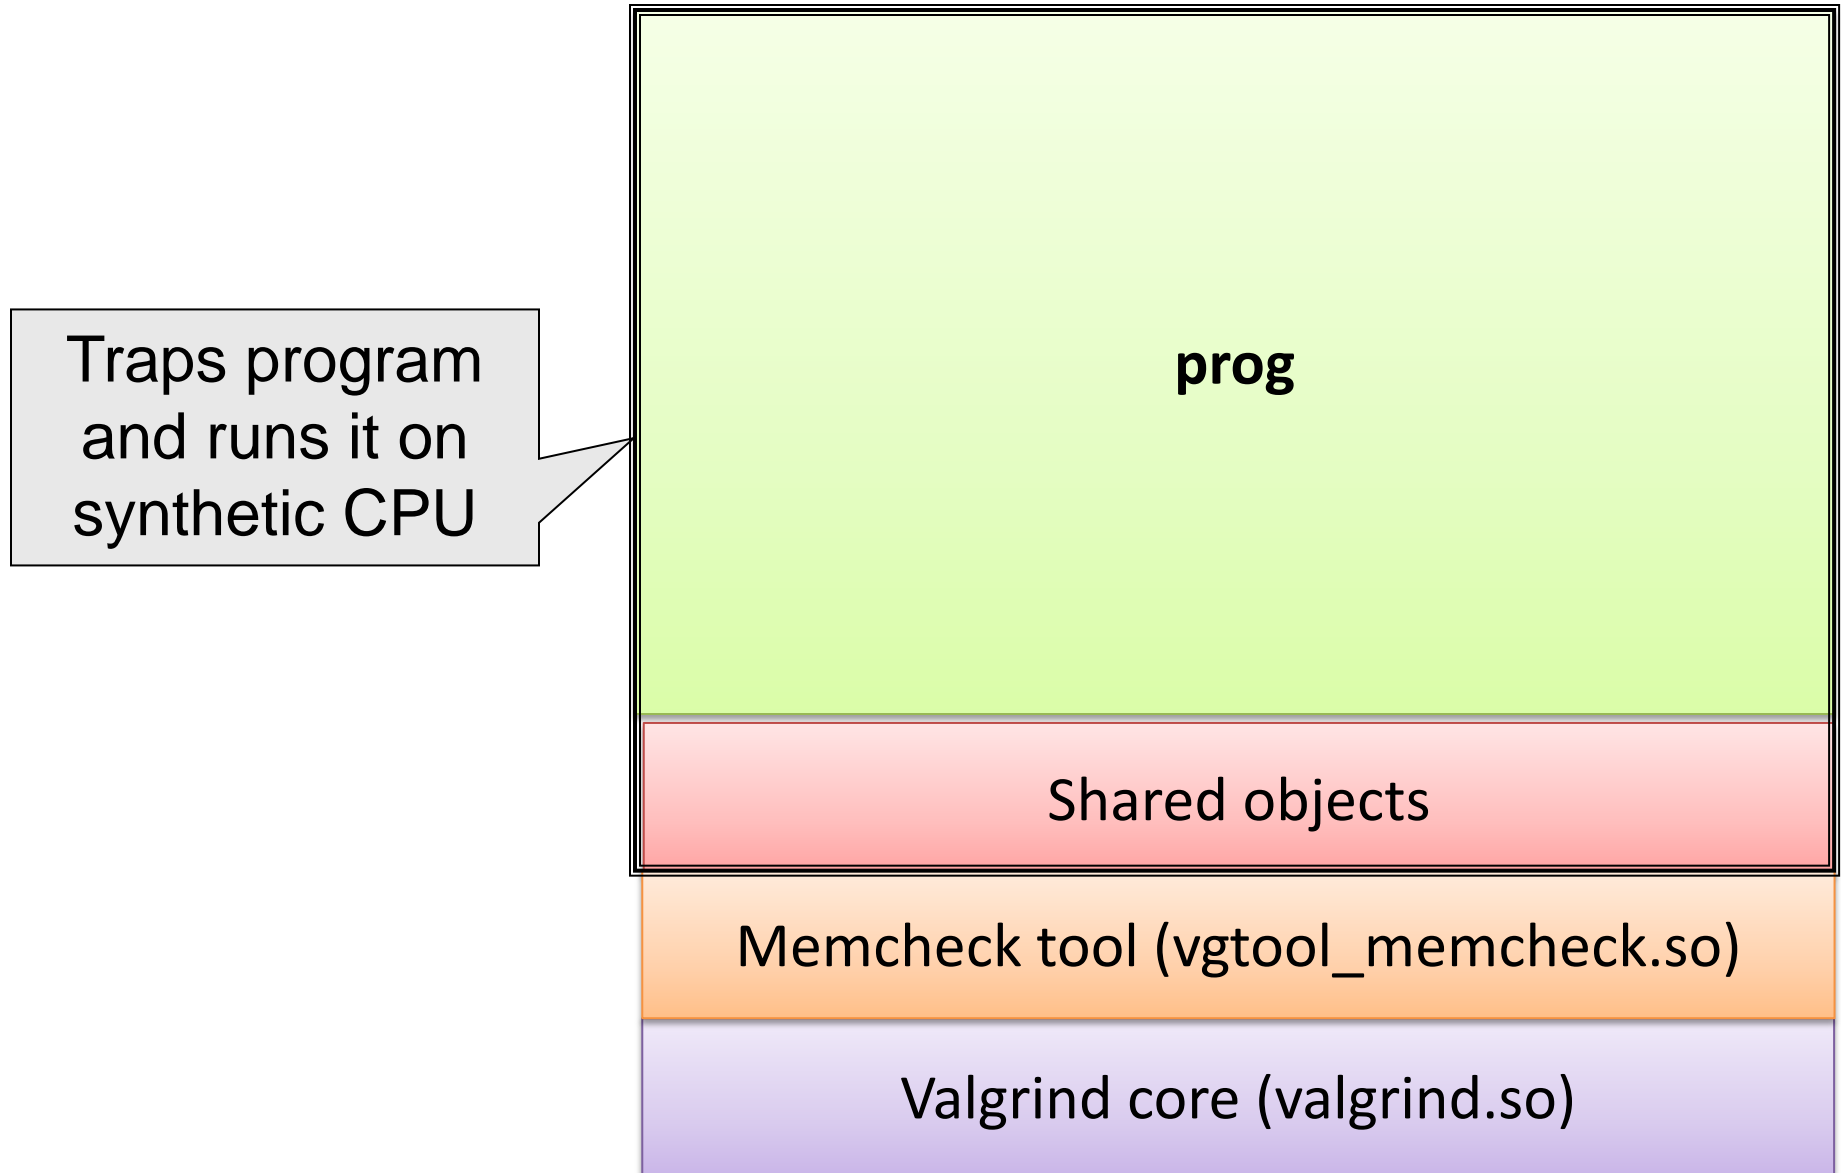 Traps program
and runs it on
synthetic CPU
prog
Shared objects
Memcheck tool (vgtool_memcheck.so)
Valgrind core (valgrind.so)